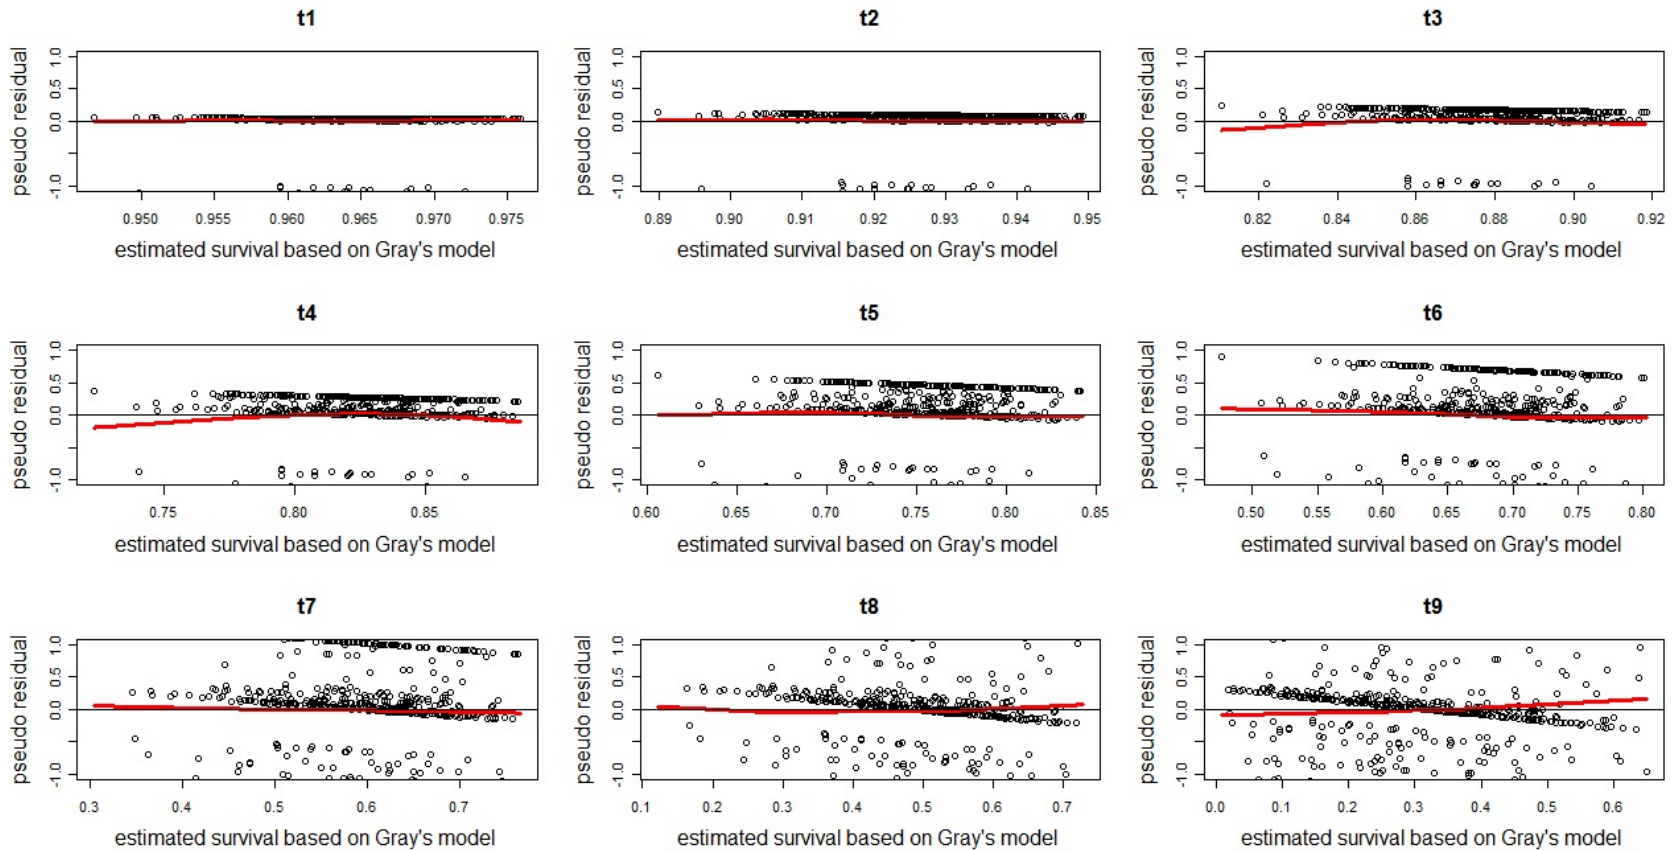 t1
t2
t3
pseudo residual
-1.0 0.0 0.5 1.0
pseudo residual
-1.0 0.0 0.5 1.0
pseudo residual
-1.0 0.0 0.5 1.0
0.950 0.955 0.960 0.965 0.970 0.975
0.89 0.90 0.91 0.92 0.93 0.94 0.95
0.82 0.84 0.86 0.88 0.90 0.92
estimated survival based on Gray's model
estimated survival based on Gray's model
estimated survival based on Gray's model
t4
t5
t6
pseudo residual
-1.0 0.0 0.5 1.0
pseudo residual
-1.0 0.0 0.5 1.0
pseudo residual
-1.0 0.0 0.5 1.0
0.75 0.80 0.85
0.60 0.65 0.70 0.75 0.80 0.85
0.50 0.55 0.60 0.65 0.70 0.75 0.80
estimated survival based on Gray's model
estimated survival based on Gray's model
estimated survival based on Gray's model
t7
t8
t9
pseudo residual
-1.0 0.0 0.5 1.0
pseudo residual
-1.0 0.0 0.5 1.0
pseudo residual
-1.0 0.0 0.5 1.0
0.3 0.4 0.5 0.6 0.7
0.1 0.2 0.3 0.4 0.5 0.6 0.7
0.0 0.1 0.2 0.3 0.4 0.5 0.6
estimated survival based on Gray's model
estimated survival based on Gray's model
estimated survival based on Gray's model